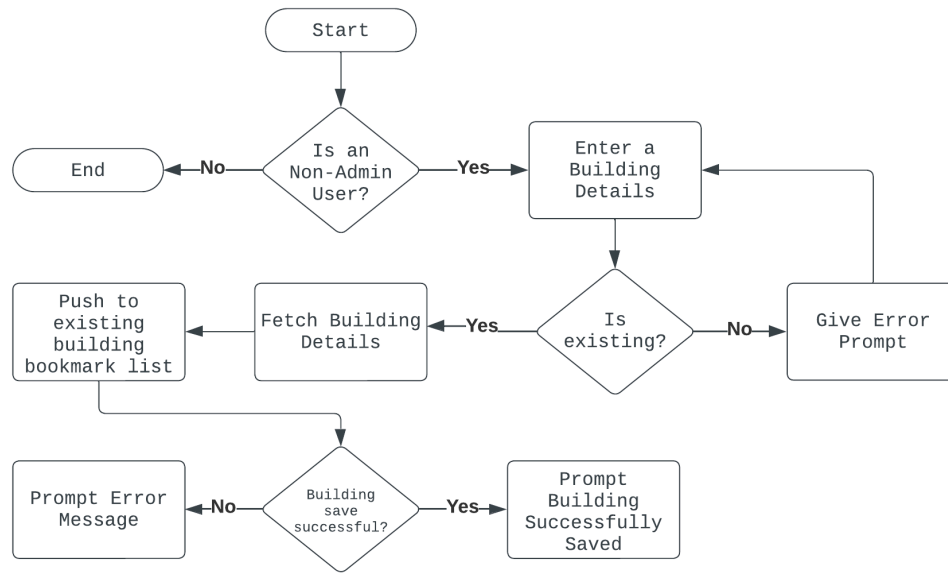 Start
Is an
Non-Admin
User?
No
End
Yes
Enter a
Building
Details
Is
existing?
No
Give Error
Prompt
Yes
Fetch Building
Details
Push to
existing
building
bookmark list
Building
save
successful?
No
Prompt Error
Message
Yes
Prompt
Building
Successfully
Saved